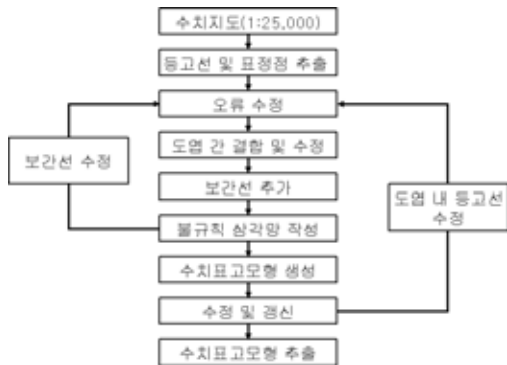 수치지도(1:25,000)
등고선 및 표정점 추출
오류 수정
도엽 간 결합 및 수정
보간선 수정
보간선 추가
도엽 내 등고선
수정
불규칙 삼각망 작성
수치표고모형 생성
수정 및 갱신
수치표고모형 추출